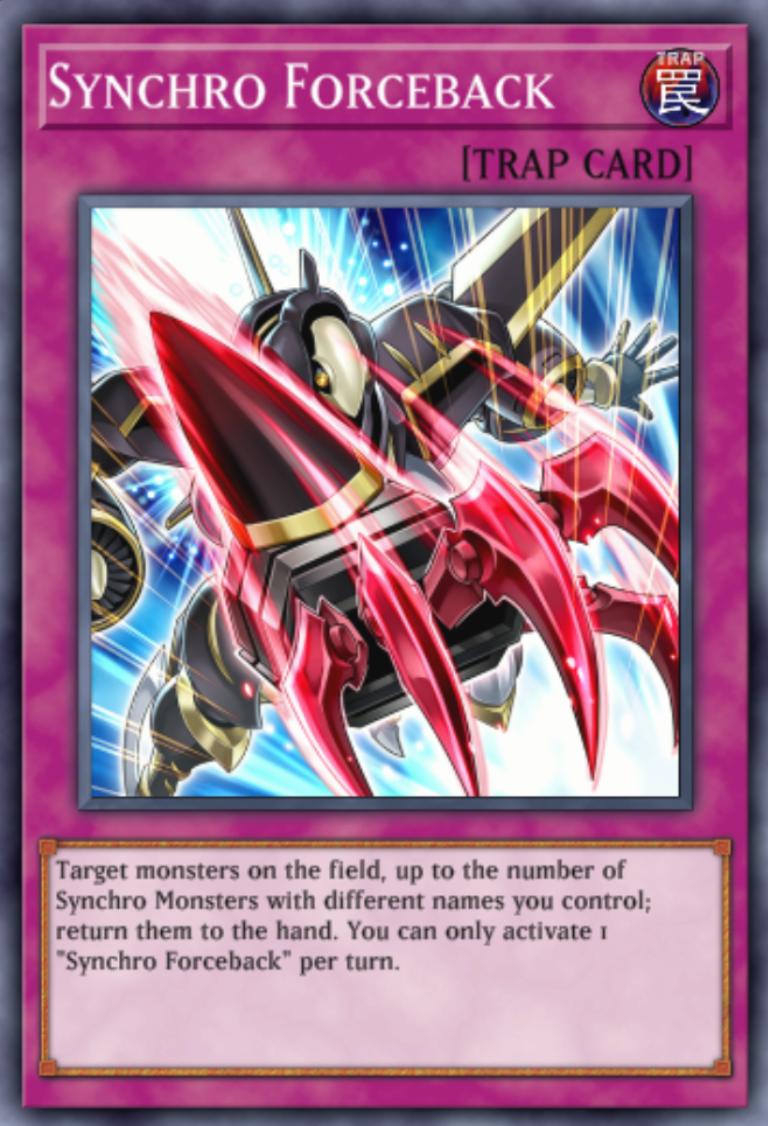 Synchro Forceback
TRAP
罠
[TRAP CARD]
Target monsters on the field, up to the number of
Synchro Monsters with different names you control;
return them to the hand. You can only activate 1
"Synchro Forceback" per turn.